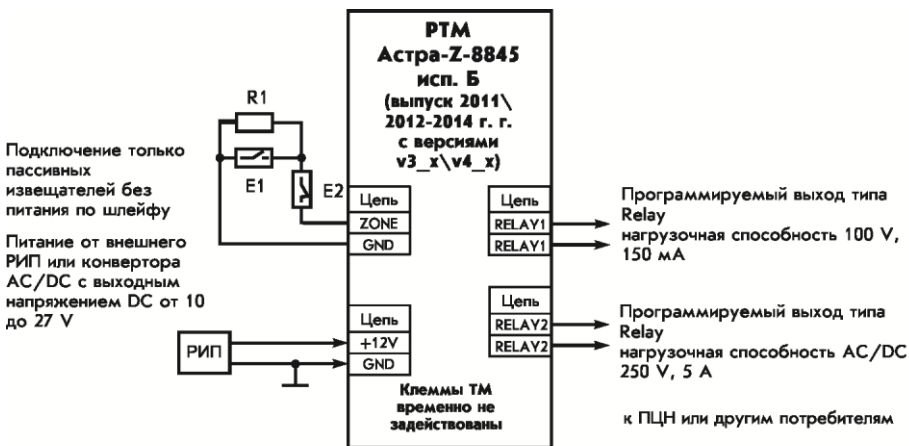 РТМ
Астра-Z-8845
исп. Б
(выпуск 2011\
2012-2014 г. г.
с версиями
v3_x\v4_x)
R1
E1
E2
Подключение только
пассивных
извещателей без
питания по шлейфу
Питание от внешнего
РИП или конвертора
AC/DC с выходным
напряжением DC от 10
до 27 V
РИП
Цепь
ZONE
GND
Цепь
+12V
GND
Цепь
RELAY1
RELAY1
Цепь
RELAY2
RELAY2
Клеммы ТМ
временно не
задействованы
Программируемый выход типа
Relay
нагрузочная способность 100 V,
150 мА
Программируемый выход типа
Relay
нагрузочная способность AC/DC
250 V, 5 А
к ПЦН или другим потребителям